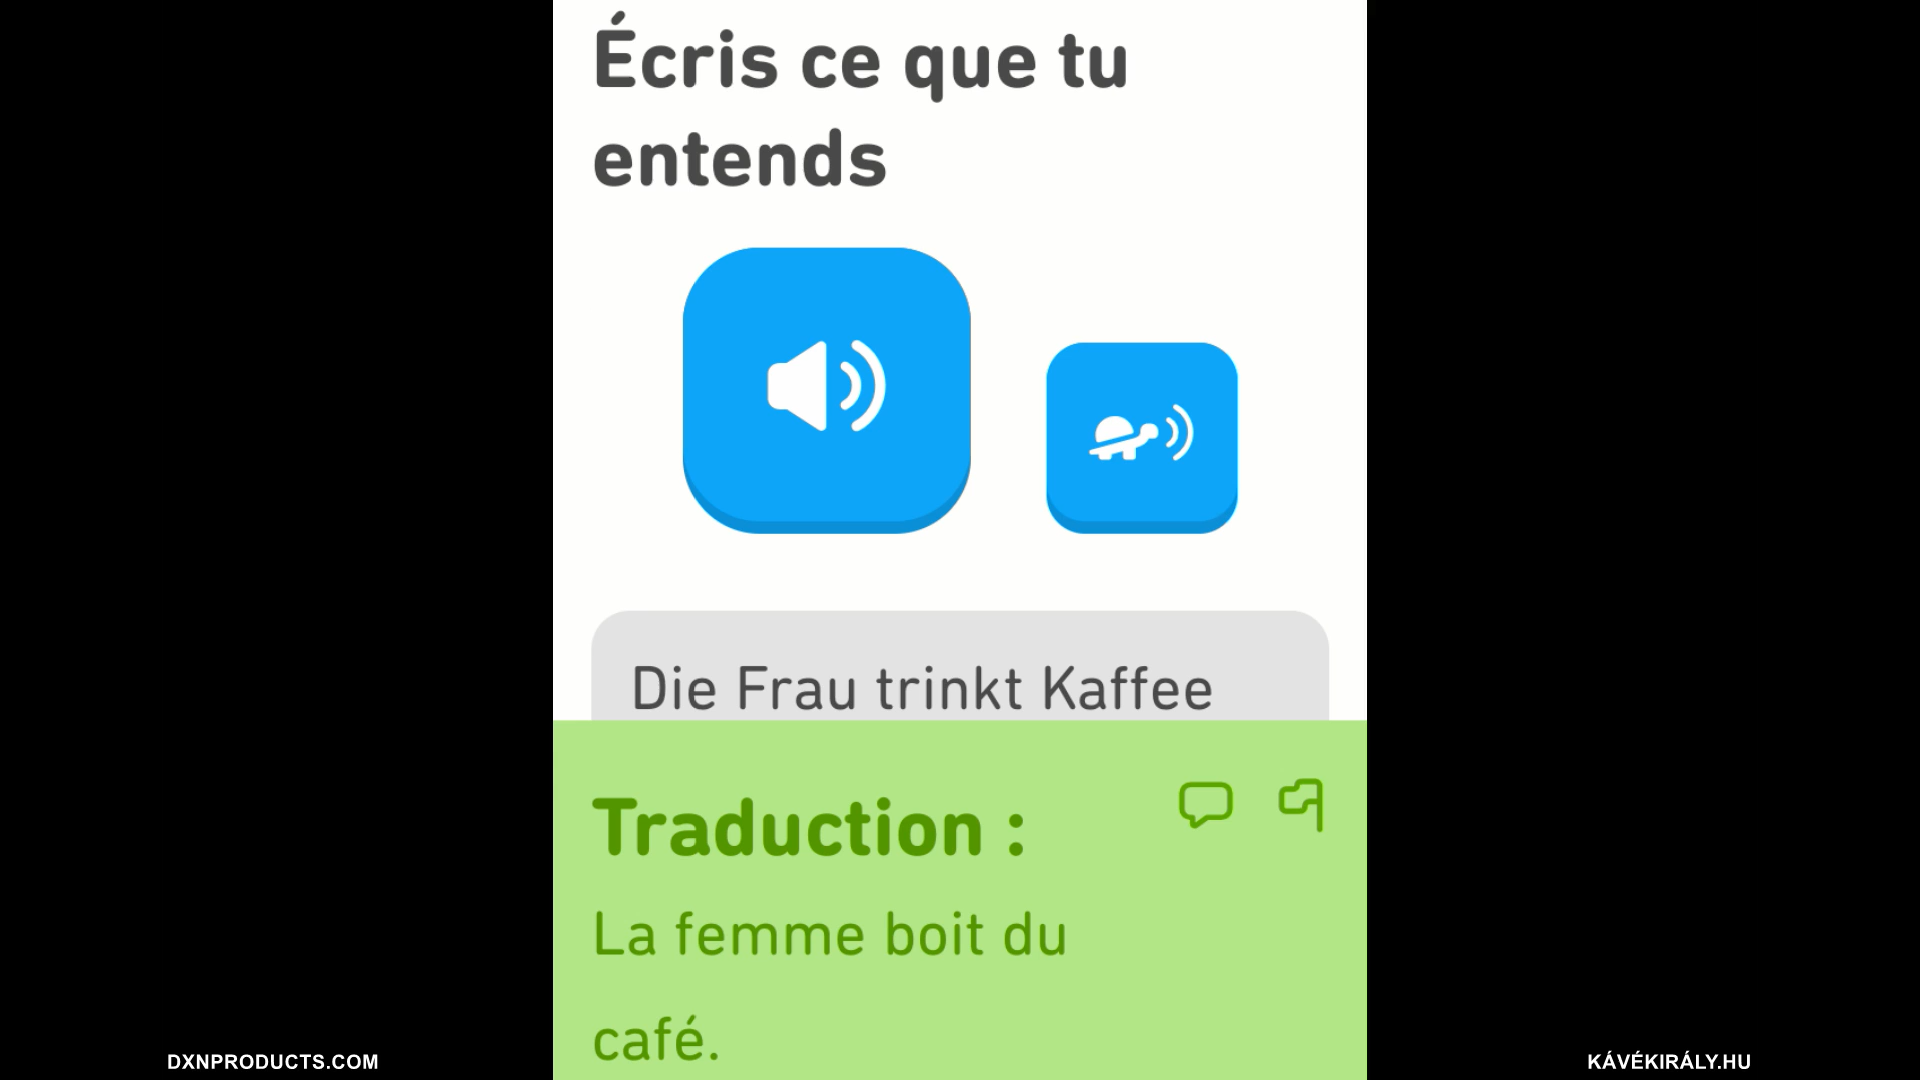 Écris ce que tu
entends
Die Frau trinkt Kaffee
Traduction :
La femme boit du
café.
DXNPRODUCTS.COM
KÁVÉKIRÁLY.HU